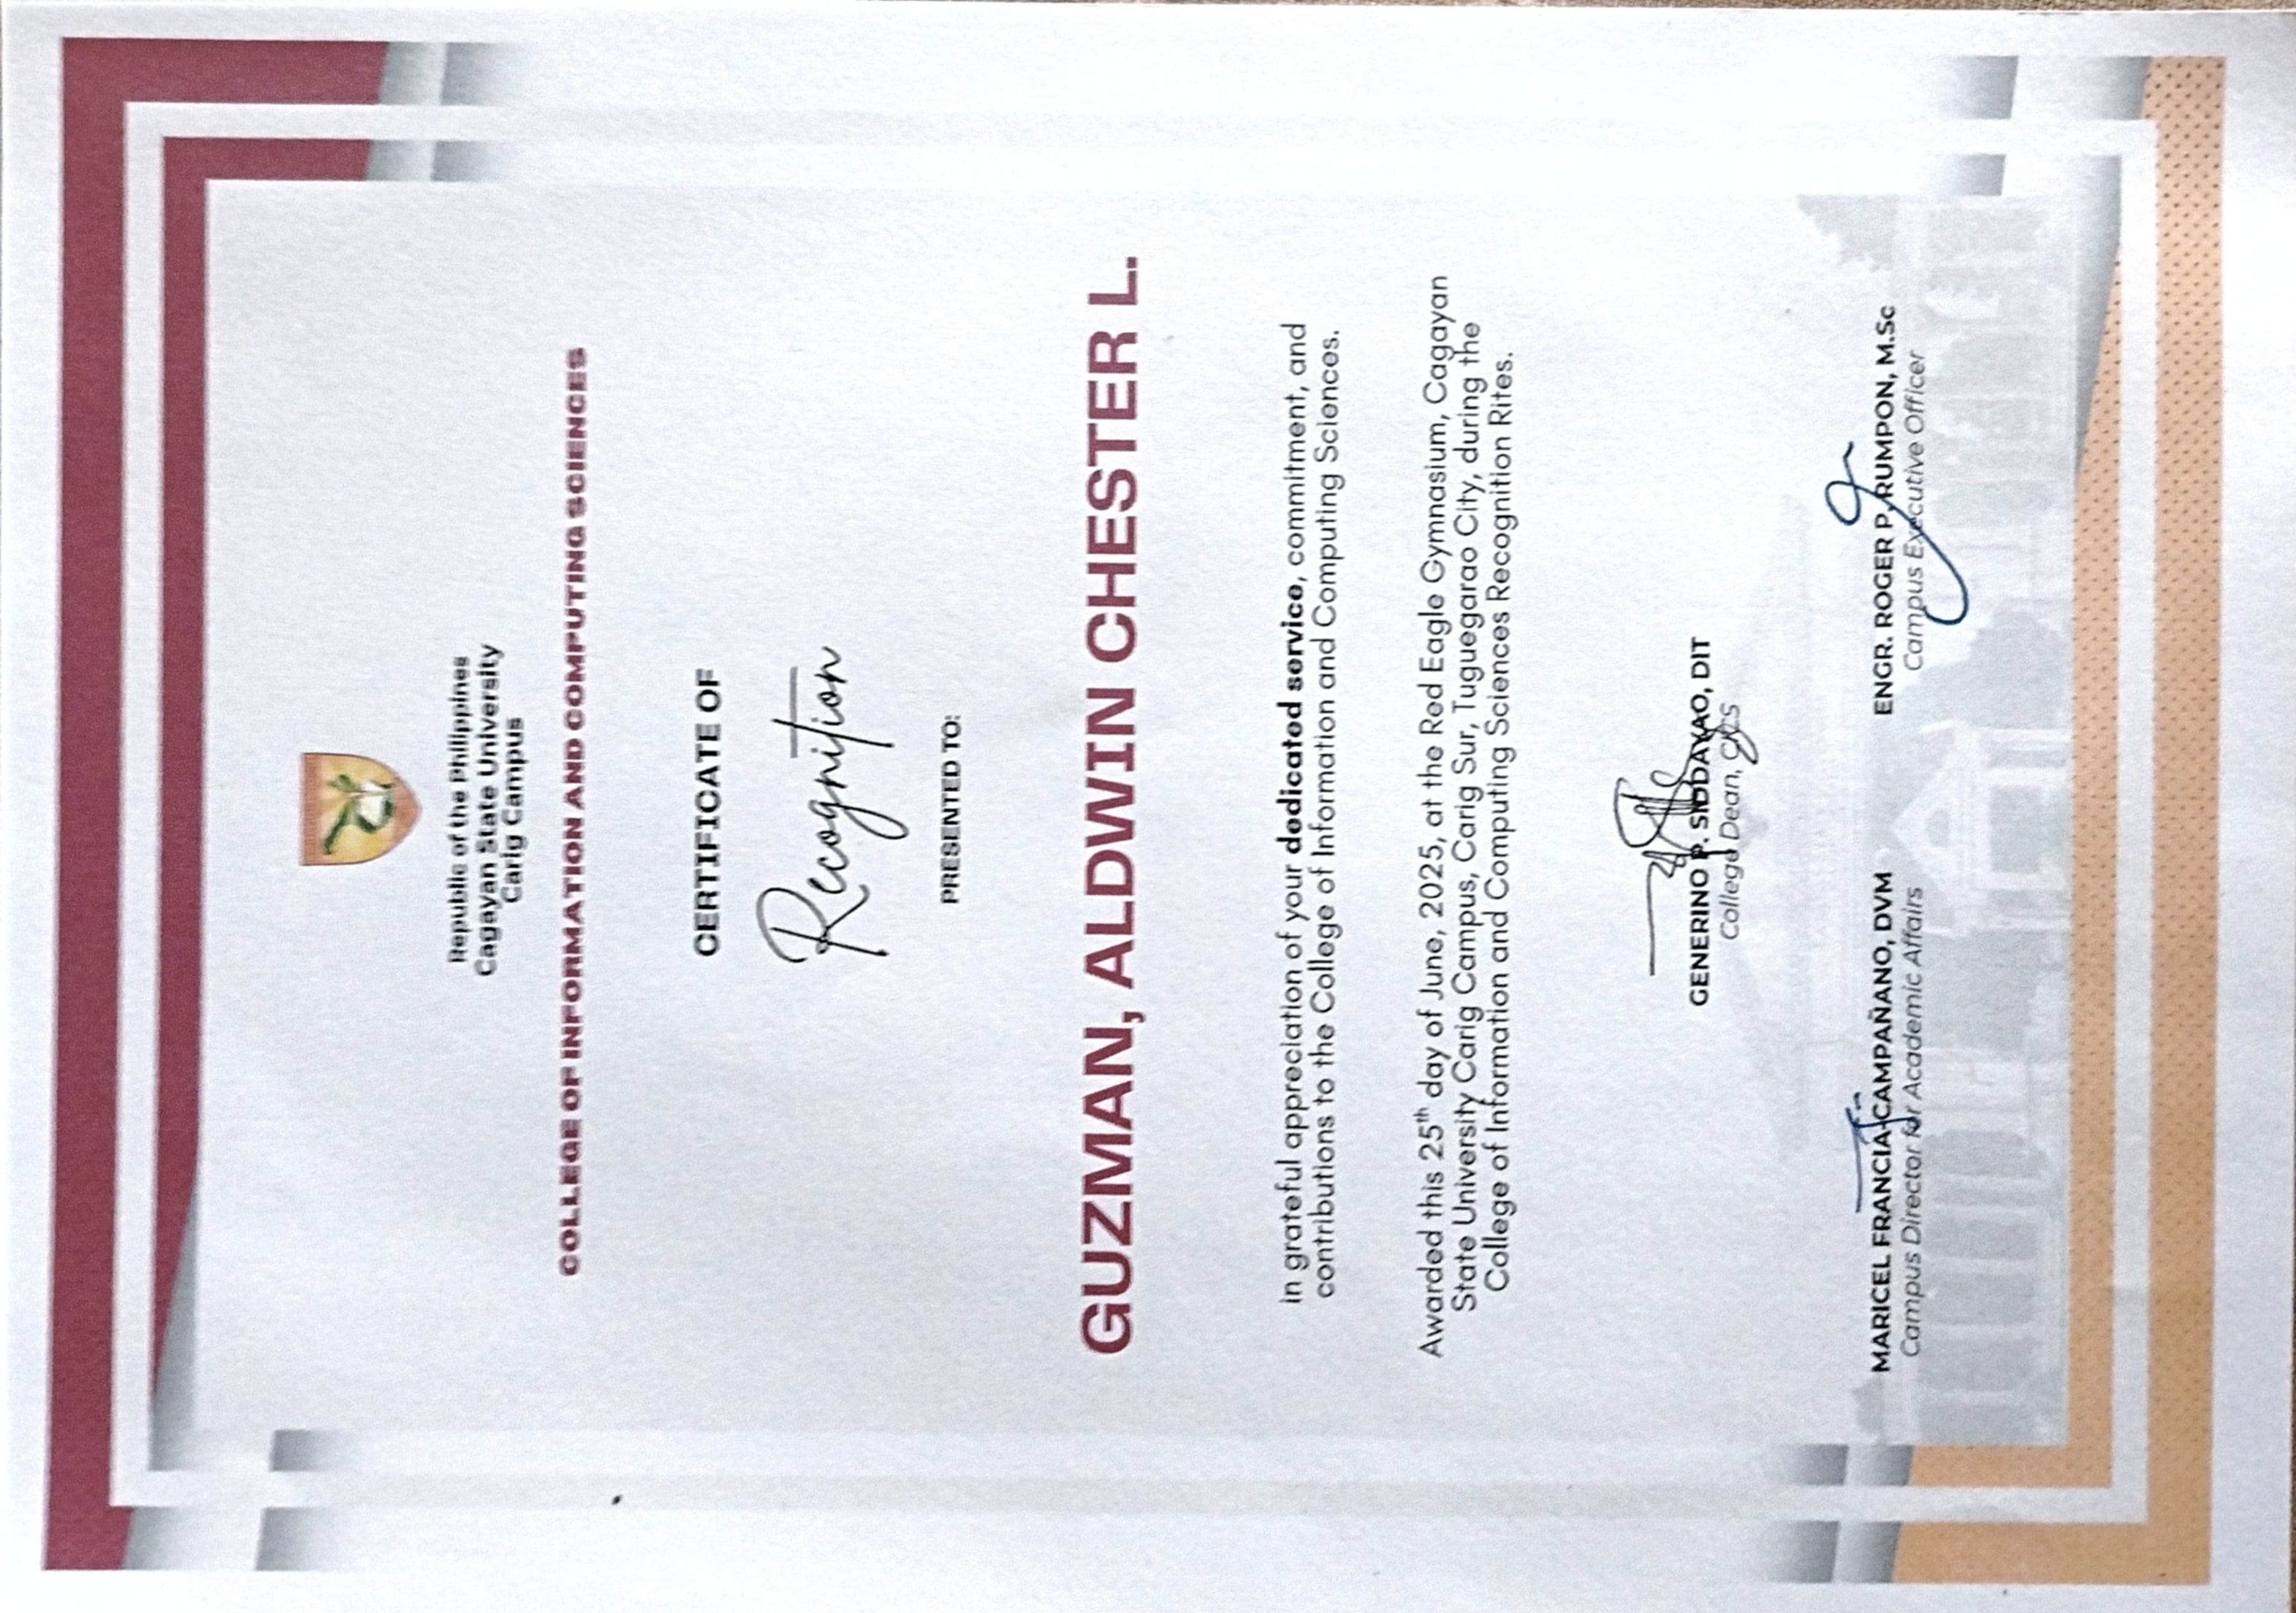 Republic of the Philippines
Cagayan State University
Carig Campus
COLLEGE OF INFORMATION AND COMPUTING SCIENCES
CERTIFICATE OF
Recognition
PRESENTED TO:
GUZMAN, ALDWIN CHESTER L.
in grateful appreciation of your dedicated service, commitment, and
contributions to the College of Information and Computing Sciences.
Awarded this 25th day of June, 2025, at the Red Eagle Gymnasium, Cagayan
State University Carig Campus, Carig Sur, Tuguegarao City, during the
College of Information and Computing Sciences Recognition Rites.
GENERINO P. SIDDAYAO, DIT
College Dean, CICS
MARICEL FRANCIA-CAMPAÑANO, DVM
Campus Director for Academic Affairs
ENGR. ROGER P. RUMPON, M.Sc
Campus Executive Officer